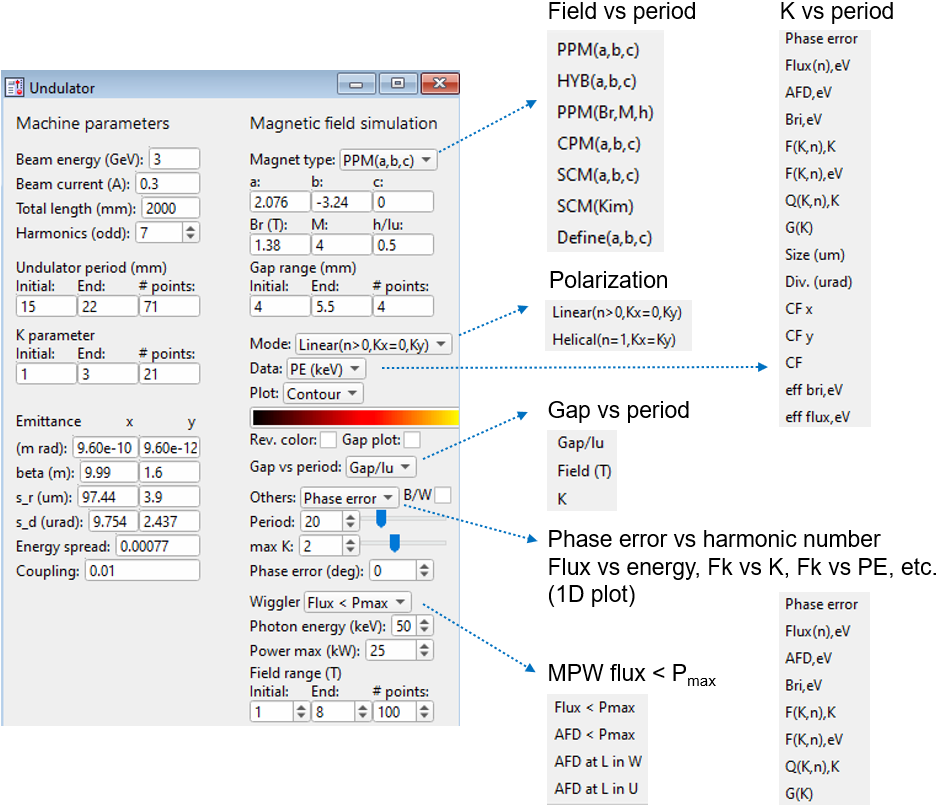 Field vs period
PPM(a,b,c)
HYB(a,b,c)
PPM(Br,M,h)
CPM(a,b,c)
SCM(a,b,c)
SCM(Kim)
Define(a,b,c)
K vs period
Phase error
Flux(n),eV
AFD,eV
Bri,eV
F(K,n),K
F(K,n),eV
Q(K,n),K
G(K)
Size (um)
Div. (urad)
CF x
CF y
CF
eff bri,eV
eff flux,eV
Undulator
Machine parameters
Beam energy (GeV): 3
Beam current (A): 0.3
Total length (mm): 2000
Harmonics (odd): 7
Undulator period (mm)
Initial: End: # points:
15 22 71
K parameter
Initial: End: # points:
1 3 21
Emittance x y
(m rad): 9.60e-10 9.60e-12
beta (m): 9.99 1.6
s_r (um): 97.44 3.9
s_d (urad): 9.754 2.437
Energy spread: 0.00077
Coupling: 0.01
Magnetic field simulation
Magnet type: PPM(a,b,c)
a: b: c:
2.076 -3.24 0
Br (T): M: h/lu:
1.38 4 0.5
Gap range (mm)
Initial: End: # points:
4 5.5 4
Mode: Linear(n>0,Kx=0,Ky)
Data: PE (keV)
Plot: Contour
Rev. color: Gap plot:
Gap vs period: Gap/lu
Others: Phase error B/W
Period: 20
max K: 2
Phase error (deg): 0
Wiggler Flux < Pmax
Photon energy (keV): 50
Power max (kW): 25
Field range (T)
Initial: End: # points:
1 8 100
Polarization
Linear(n>0,Kx=0,Ky)
Helical(n=1,Kx=Ky)
Gap vs period
Gap/lu
Field (T)
K
Phase error vs harmonic number
Flux vs energy, Fk vs K, Fk vs PE, etc.
(1D plot)
Phase error
Flux(n),eV
AFD,eV
Bri,eV
F(K,n),K
F(K,n),eV
Q(K,n),K
G(K)
MPW flux < Pmax
Flux < Pmax
AFD < Pmax
AFD at L in W
AFD at L in U